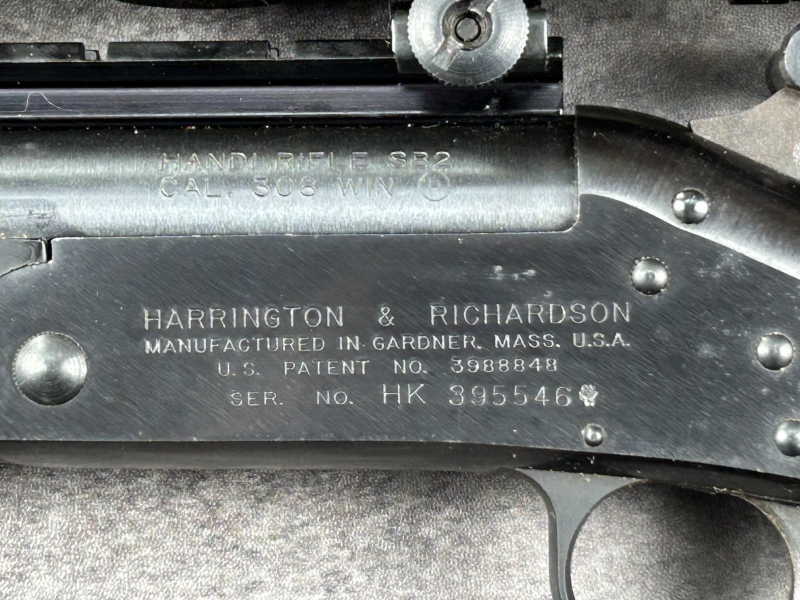 HANDI RIFLE SB2
CAL. 308 WIN H
HARRINGTON & RICHARDSON
MANUFACTURED IN GARDNER, MASS. U.S.A.
U.S. PATENT NO. 3988848
SER. NO. HK 395546